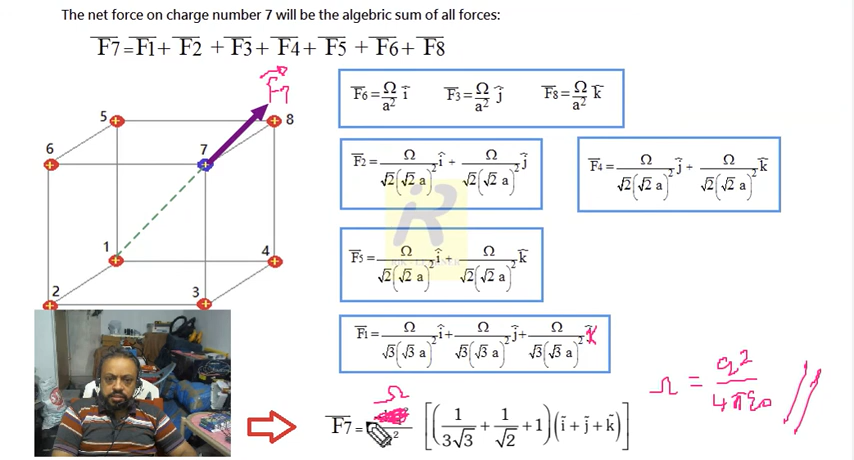 The net force on charge number 7 will be the algebric sum of all forces:
F7=F1+ F2 + F3+ F4+ F5 + F6+ F8
F7
F6= Ω/a² î   F3= Ω/a² ĵ   F8= Ω/a² k̂
5
8
6
7
F2= Ω/(√2(√2 a)²) î + Ω/(√2(√2 a)²) ĵ
F4= Ω/(√2(√2 a)²) ĵ + Ω/(√2(√2 a)²) k̂
1
4
F5= Ω/(√2(√2 a)²) î + Ω/(√2(√2 a)²) k̂
2
3
F1= Ω/(√3(√3 a)²) î+ Ω/(√3(√3 a)²) ĵ+ Ω/(√3(√3 a)²) k
Ω = q²/4πε₀
F7= Ω/a² [(1/3√3 + 1/√2 +1)(i+ j+ k)]